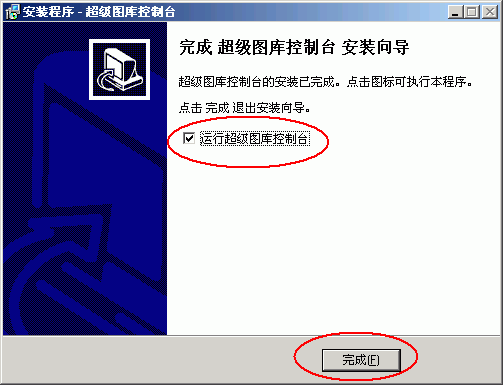 安装程序 - 超级图库控制台
完成 超级图库控制台 安装向导
超级图库控制台的安装已完成。点击图标可执行本程序。
点击 完成 退出安装向导。
运行超级图库控制台
完成(F)